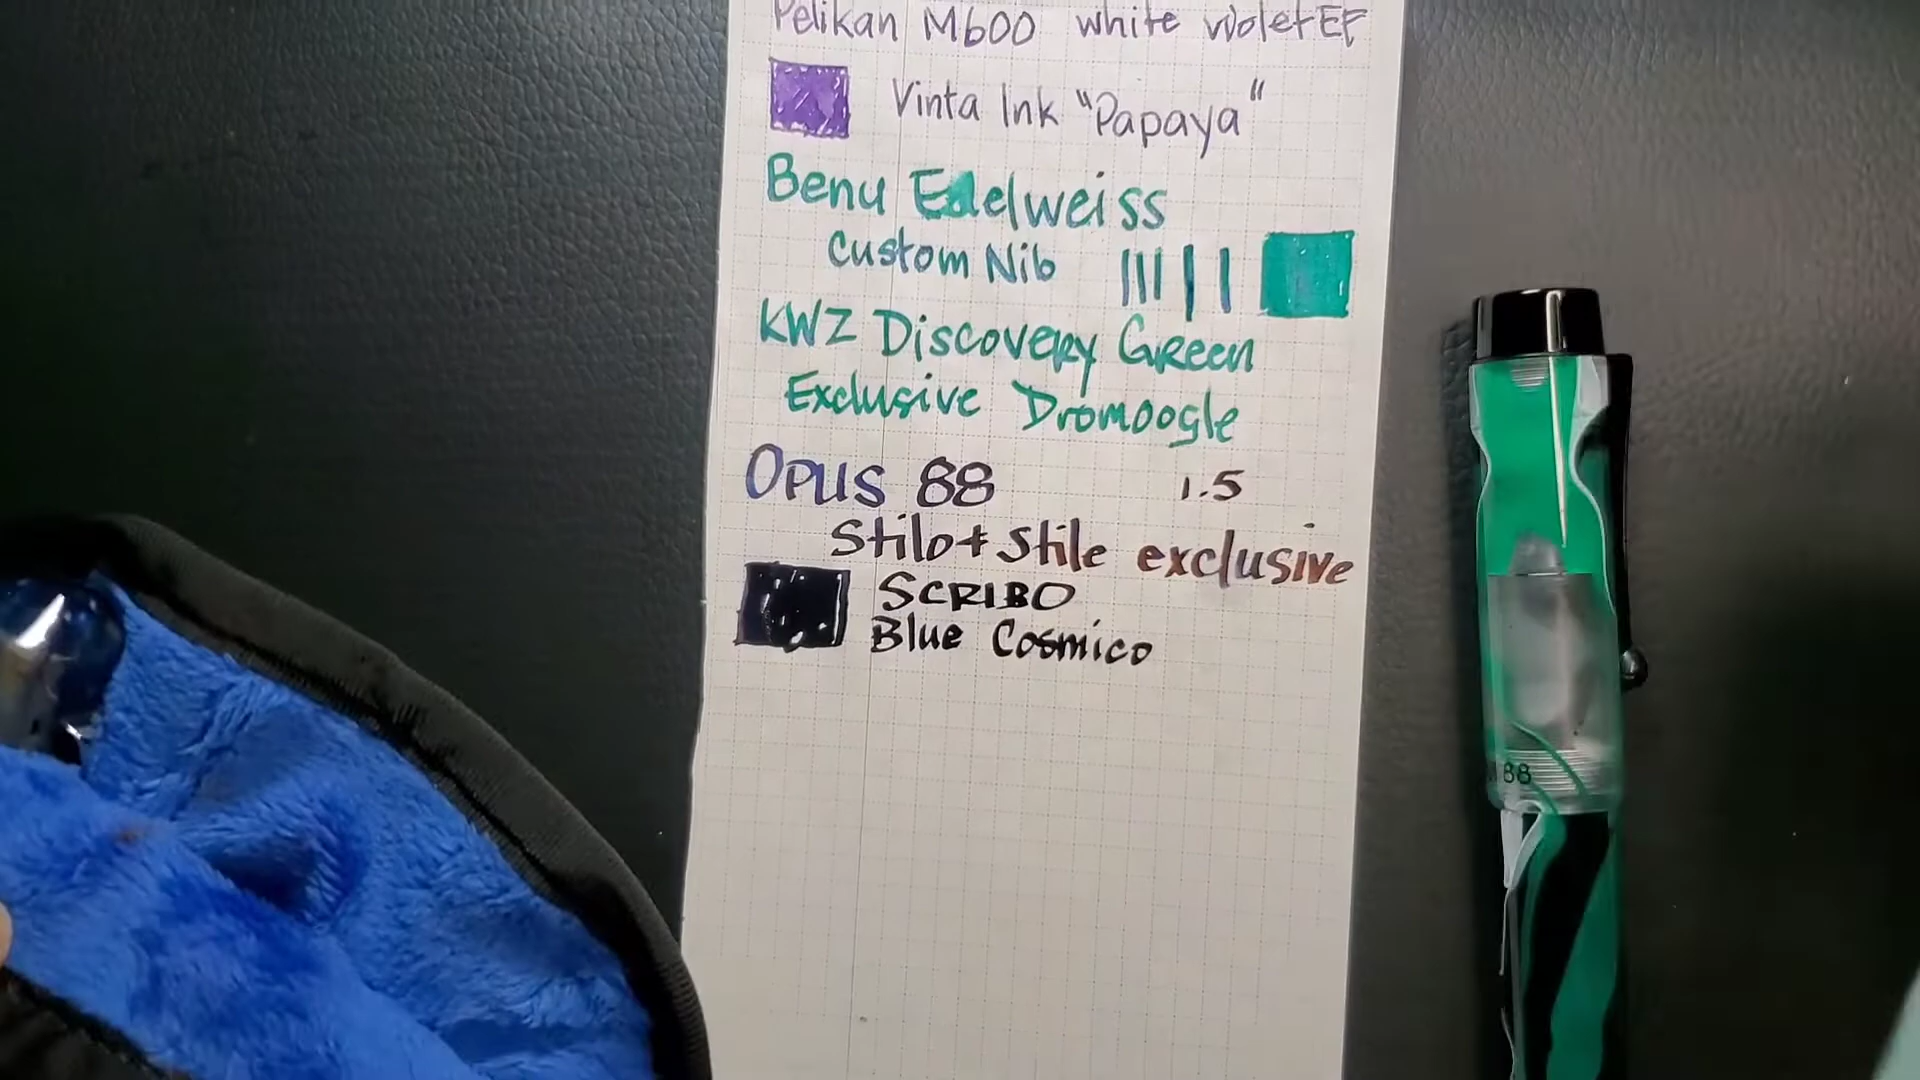 Pelikan M600 white violet EF
Vinta Ink "Papaya"
Benu Edelweiss
Custom Nib
KWZ Discovery Green
Exclusive Dromoogle
Opus 88 1.5
Stilo + Stile exclusive
SCRIBO
Blue Cosmico
88